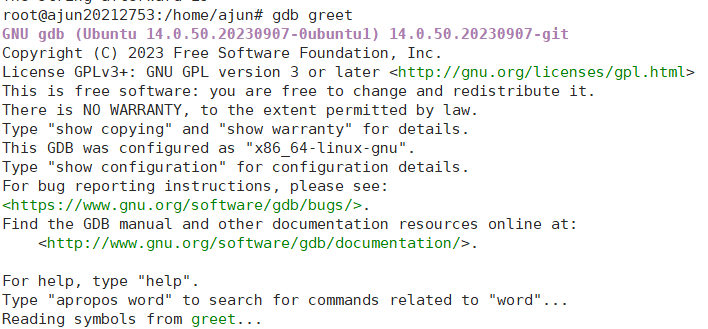 root@ajun20212753:/home/ajun# gdb greet
GNU gdb (Ubuntu 14.0.50.20230907-0ubuntu1) 14.0.50.20230907-git
Copyright (C) 2023 Free Software Foundation, Inc.
License GPLv3+: GNU GPL version 3 or later <http://gnu.org/licenses/gpl.html>
This is free software: you are free to change and redistribute it.
There is NO WARRANTY, to the extent permitted by law.
Type "show copying" and "show warranty" for details.
This GDB was configured as "x86_64-linux-gnu".
Type "show configuration" for configuration details.
For bug reporting instructions, please see:
<https://www.gnu.org/software/gdb/bugs/>.
Find the GDB manual and other documentation resources online at:
    <http://www.gnu.org/software/gdb/documentation/>.

For help, type "help".
Type "apropos word" to search for commands related to "word"...
Reading symbols from greet...